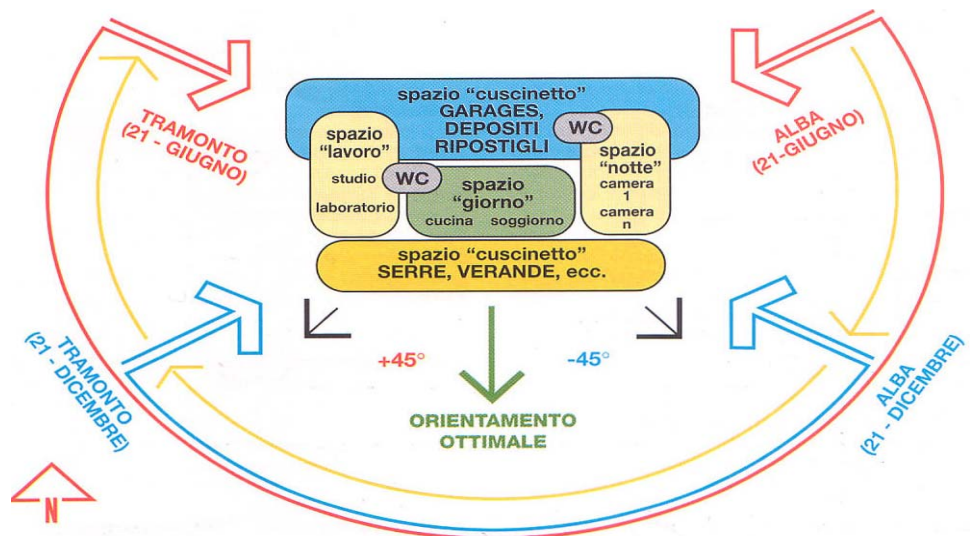 spazio "cuscinetto"
GARAGES,
DEPOSITI
RIPOSTIGLI
WC
spazio
"lavoro"
studio
laboratorio
WC
spazio
"giorno"
cucina soggiorno
spazio
"notte"
camera
1
camera
n
spazio "cuscinetto"
SERRE, VERANDE, ecc.
TRAMONTO
(21 - GIUGNO)
ALBA
(21-GIUGNO)
TRAMONTO
(21 - DICEMBRE)
ALBA
(21 - DICEMBRE)
+45°
-45°
ORIENTAMENTO
OTTIMALE
N